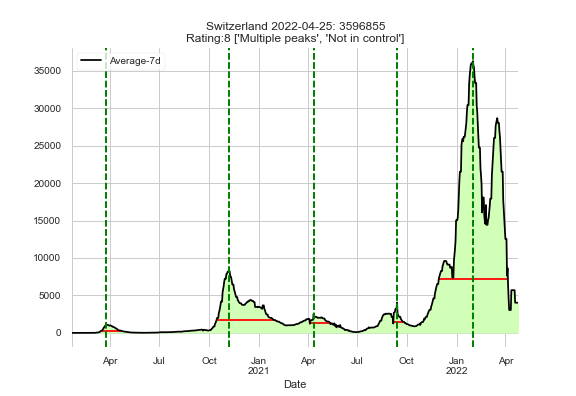 Switzerland 2022-04-25: 3596855
Rating:8 ['Multiple peaks', 'Not in control']
Average-7d
35000
30000
25000
20000
15000
10000
5000
0
Apr Jul Oct Jan Apr Jul Oct Jan Apr
2021 2022
Date